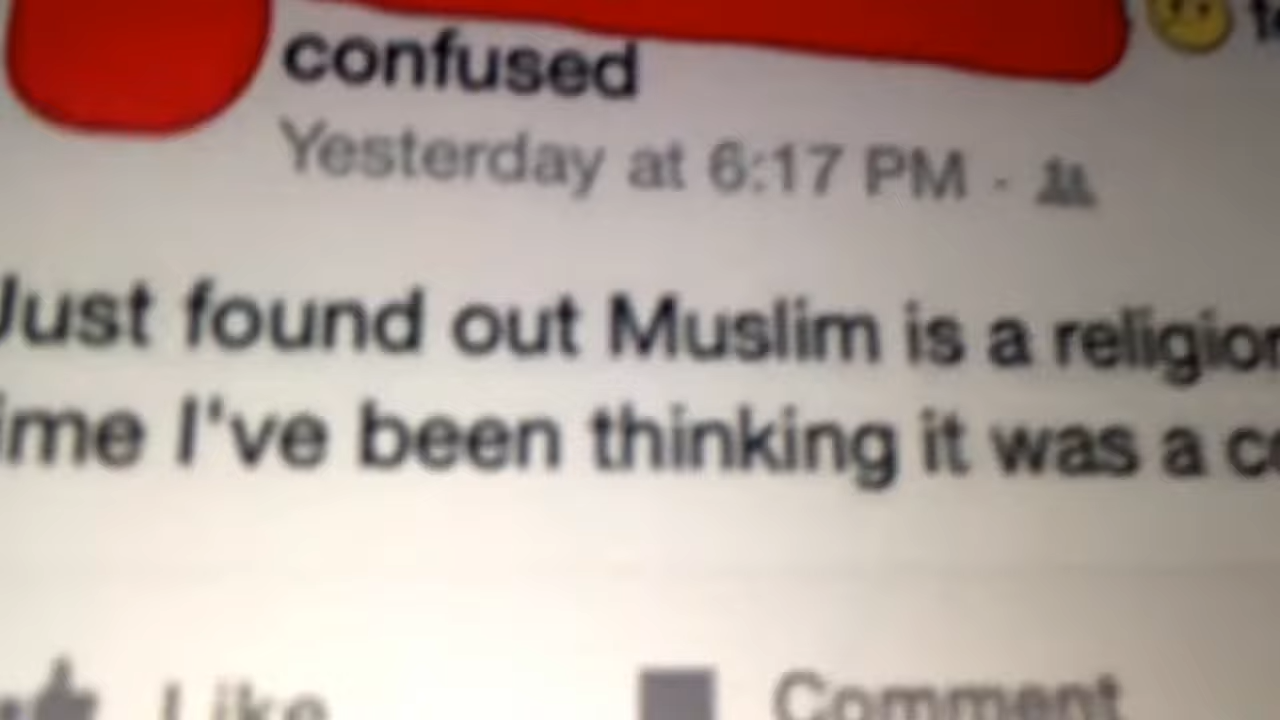 confused
Yesterday at 6:17 PM ·
Just found out Muslim is a religion
I've been thinking it was a
Like
Comment